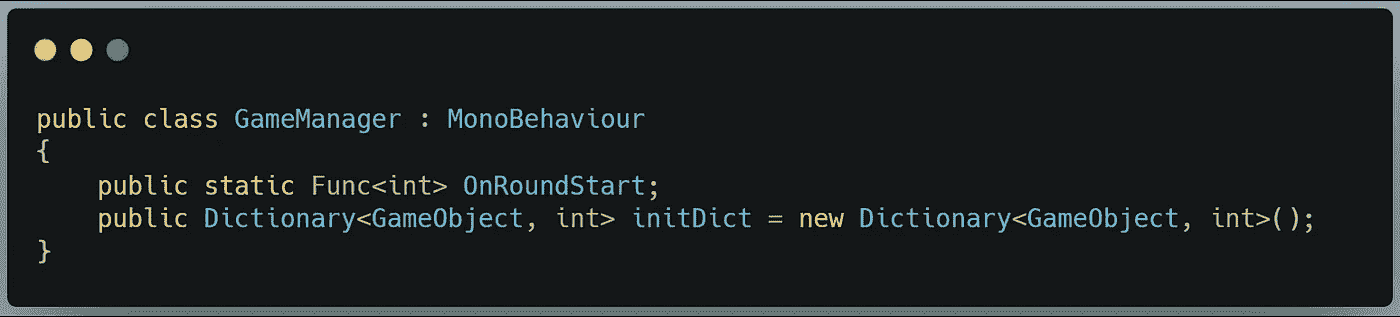 public class GameManager : MonoBehaviour
{
    public static Func<int> OnRoundStart;
    public Dictionary<GameObject, int> initDict = new Dictionary<GameObject, int>();
}